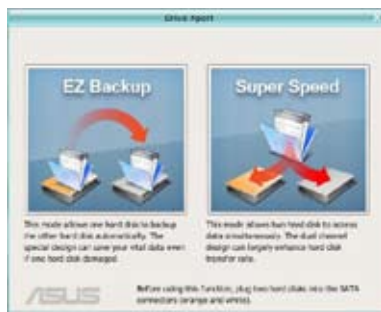 Drive Xpert
EZ Backup
Super Speed
This mode allows one hard disk to backup
the other hard disk automatically. The
special design can save your vital data even
if one hard disk damaged.
This mode allows two hard disk to access
data simultaneously. The dual channel
design can largely enhance hard disk
transfer rate.
ASUS
Before using this function, plug two hard disks into the SATA
connectors (orange and white).